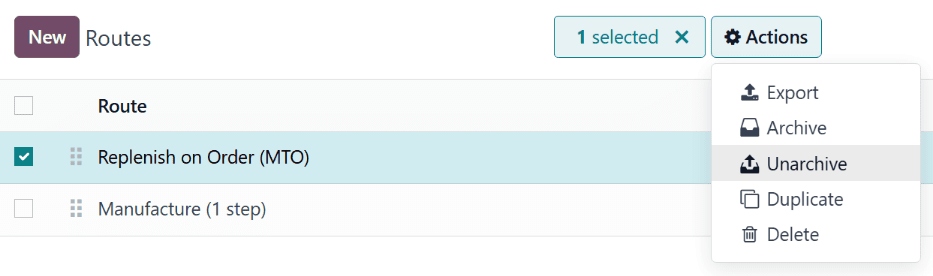 New Routes 1 selected × Actions
Export
Route
Archive
Replenish on Order (MTO)
Unarchive
Duplicate
Manufacture (1 step)
Delete